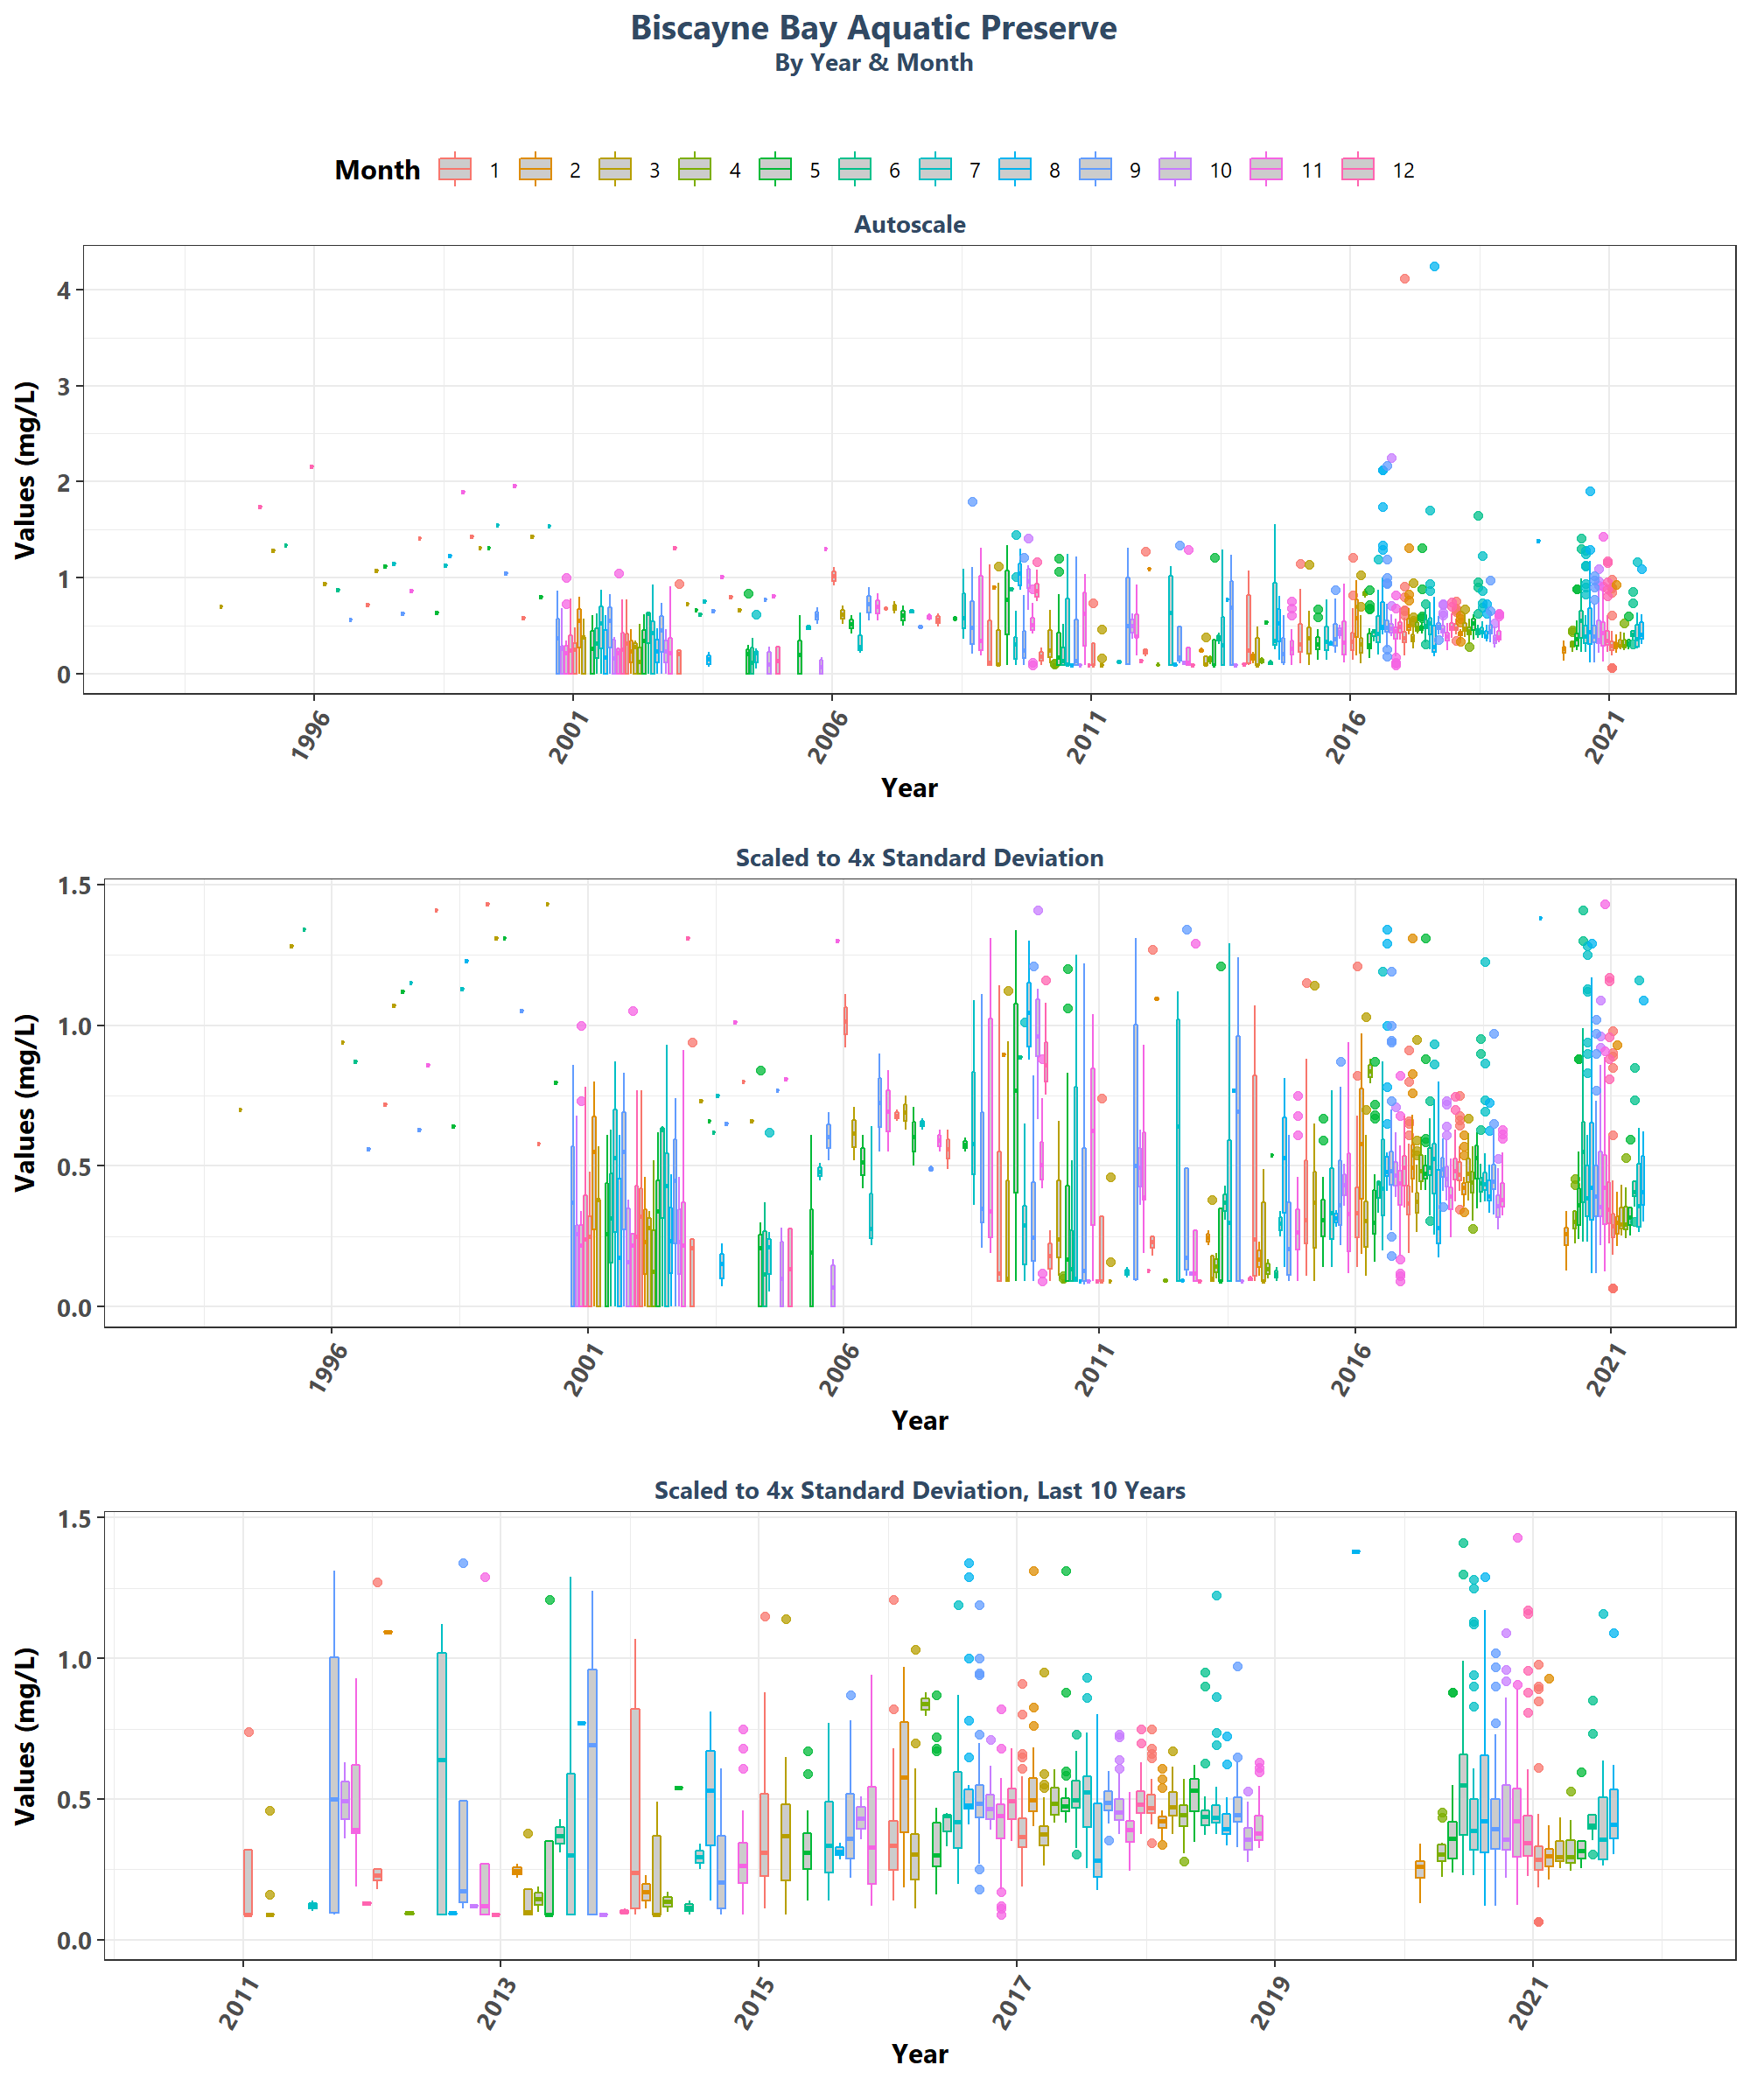 Biscayne Bay Aquatic Preserve
By Year & Month
Month 1 2 3 4 5 6 7 8 9 10 11 12
Autoscale
Values (mg/L)
4
3
2
1
0
1996 2001 2006 2011 2016 2021
Year
Scaled to 4x Standard Deviation
Values (mg/L)
1.5
1.0
0.5
0.0
1996 2001 2006 2011 2016 2021
Year
Scaled to 4x Standard Deviation, Last 10 Years
Values (mg/L)
1.5
1.0
0.5
0.0
2011 2013 2015 2017 2019 2021
Year